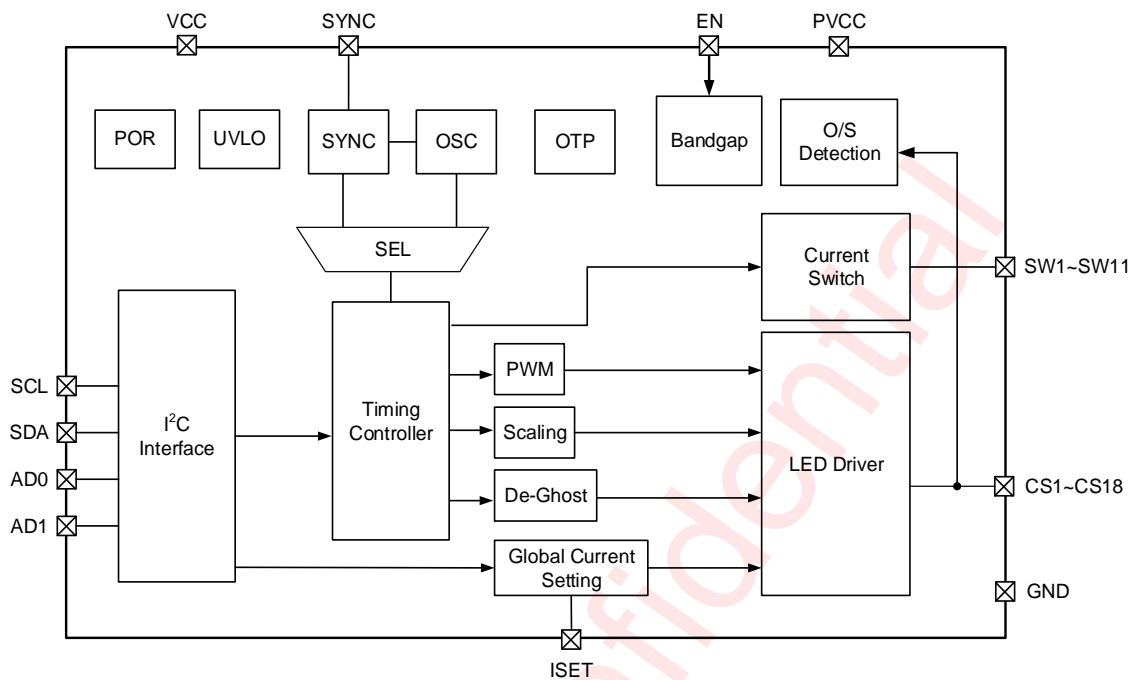 VCC
SYNC
EN
PVCC
POR
UVLO
SYNC
OSC
OTP
Bandgap
O/S
Detection
SEL
Current
Switch
SW1~SW11
SCL
SDA
AD0
AD1
I²C
Interface
Timing
Controller
PWM
Scaling
De-Ghost
Global Current
Setting
LED Driver
CS1~CS18
GND
ISET
nfidential